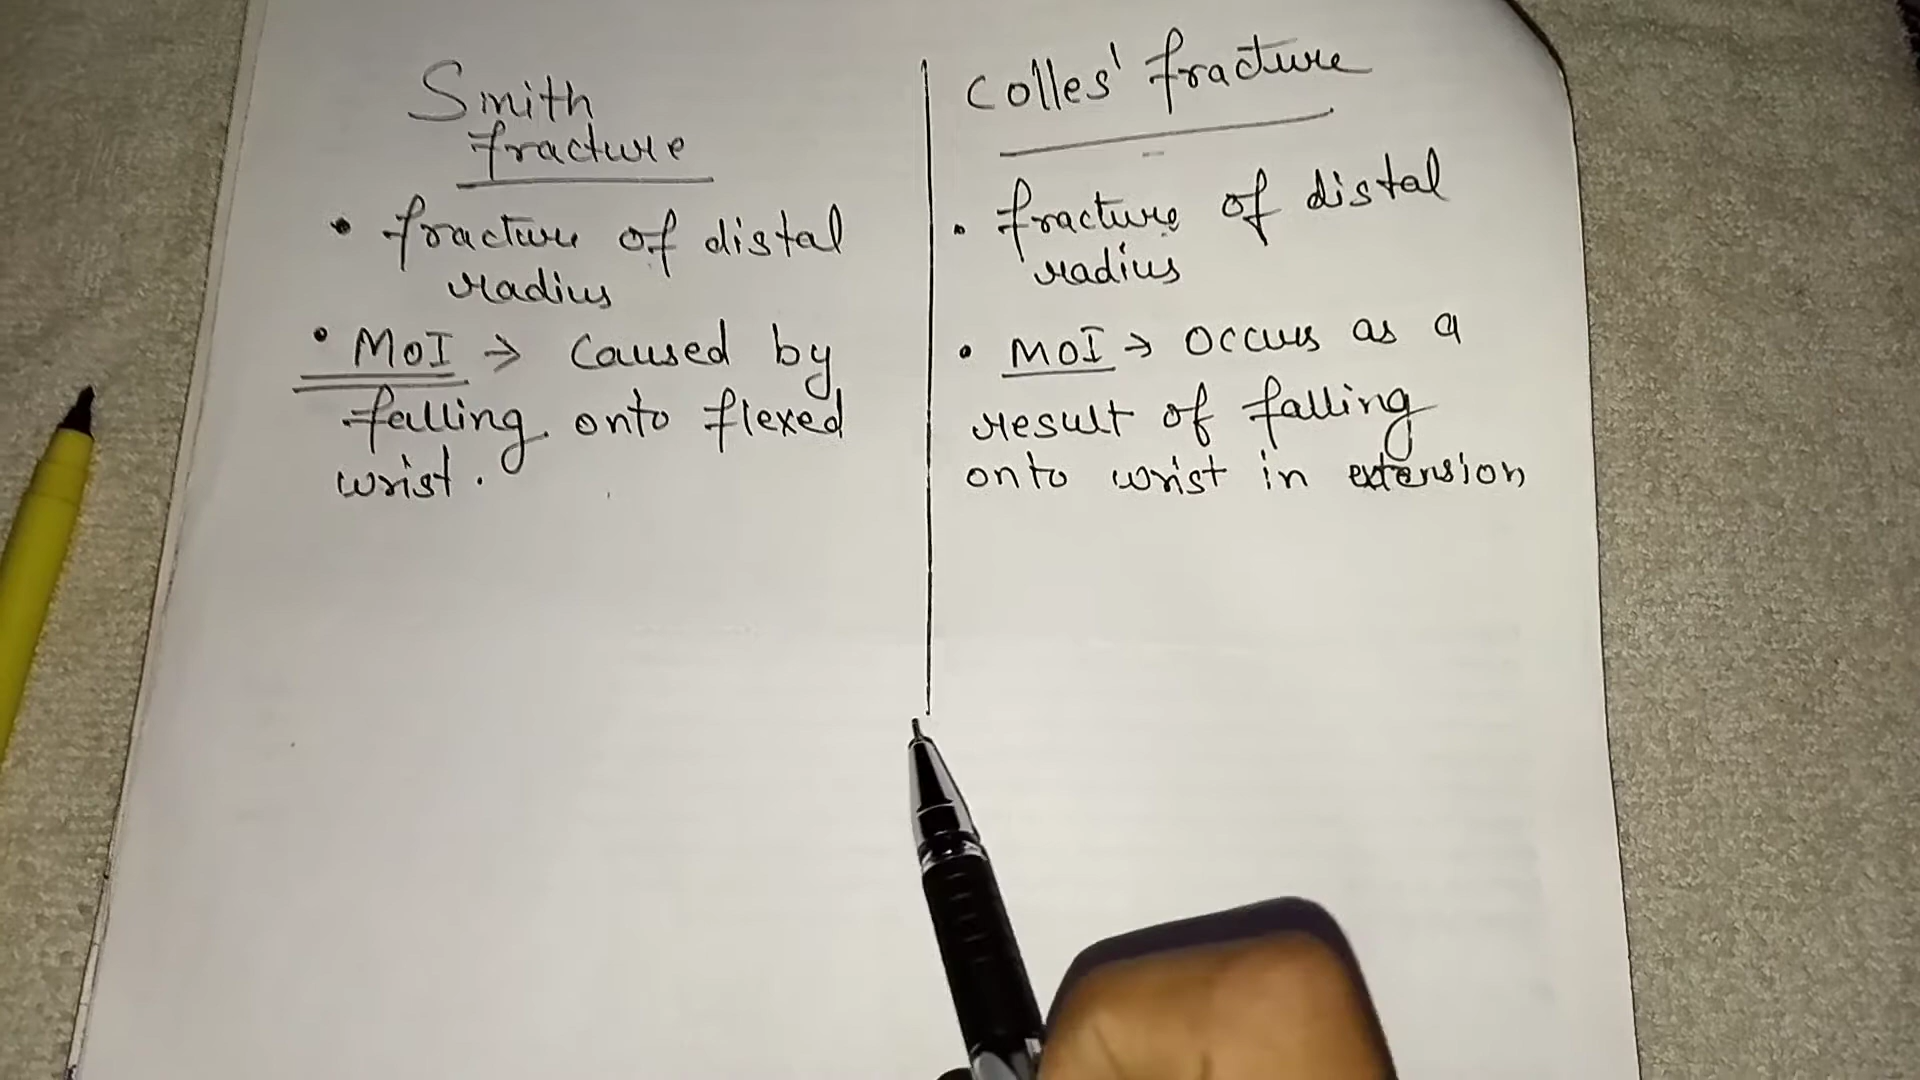 Smith
fracture
• fracture of distal
radius
• MOI → Caused by
falling onto flexed
wrist.
Colles' fracture
• fracture of distal
radius
• MOI → Occurs as a
result of falling
onto wrist in extension